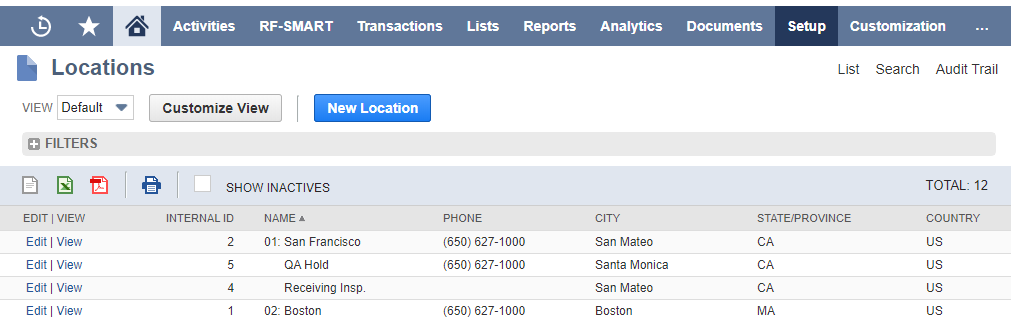 Activities RF-SMART Transactions Lists Reports Analytics Documents Setup Customization ...
Locations List Search Audit Trail
VIEW Default Customize View New Location
FILTERS
SHOW INACTIVES TOTAL: 12
EDIT | VIEW INTERNAL ID NAME PHONE CITY STATE/PROVINCE COUNTRY
Edit | View 2 01: San Francisco (650) 627-1000 San Mateo CA US
Edit | View 5 QA Hold (650) 627-1000 Santa Monica CA US
Edit | View 4 Receiving Insp. San Mateo CA US
Edit | View 1 02: Boston (650) 627-1000 Boston MA US